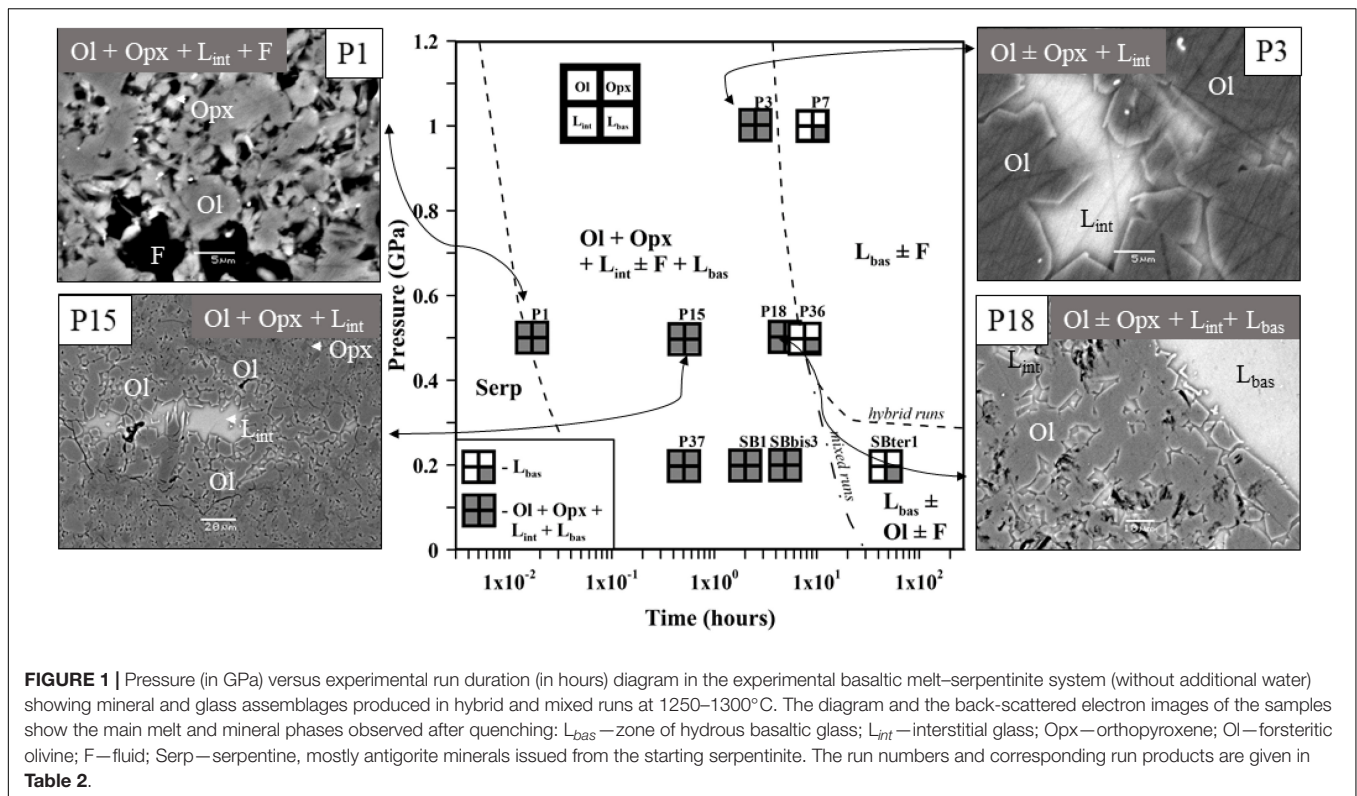 Ol + Opx + Lint + F
P1
Opx
Ol
F
5μm
P15
Ol + Opx + Lint
Opx
Ol
Ol
Lint
Ol
20μm
1.2
1
0.8
0.6
0.4
0.2
0
Pressure (GPa)
Ol Opx
Lint Lbas
P3
P7
Ol + Opx
+ Lint ± F + Lbas
Lbas ± F
P1
P15
P18
P36
Serp
hybrid runs
mixed runs
P37
SB1
SBbis3
SBter1
- Lbas
- Ol + Opx +
Lint + Lbas
Lbas ±
Ol ± F
1x10-2
1x10-1
1x100
1x101
1x102
Time (hours)
Ol ± Opx + Lint
P3
Ol
Ol
Lint
5μm
P18
Ol ± Opx + Lint+ Lbas
Lint
Lbas
Ol
FIGURE 1 | Pressure (in GPa) versus experimental run duration (in hours) diagram in the experimental basaltic melt–serpentinite system (without additional water)
showing mineral and glass assemblages produced in hybrid and mixed runs at 1250–1300°C. The diagram and the back-scattered electron images of the samples
show the main melt and mineral phases observed after quenching: Lbas—zone of hydrous basaltic glass; Lint—interstitial glass; Opx—orthopyroxene; Ol—forsteritic
olivine; F—fluid; Serp—serpentine, mostly antigorite minerals issued from the starting serpentinite. The run numbers and corresponding run products are given in
Table 2.